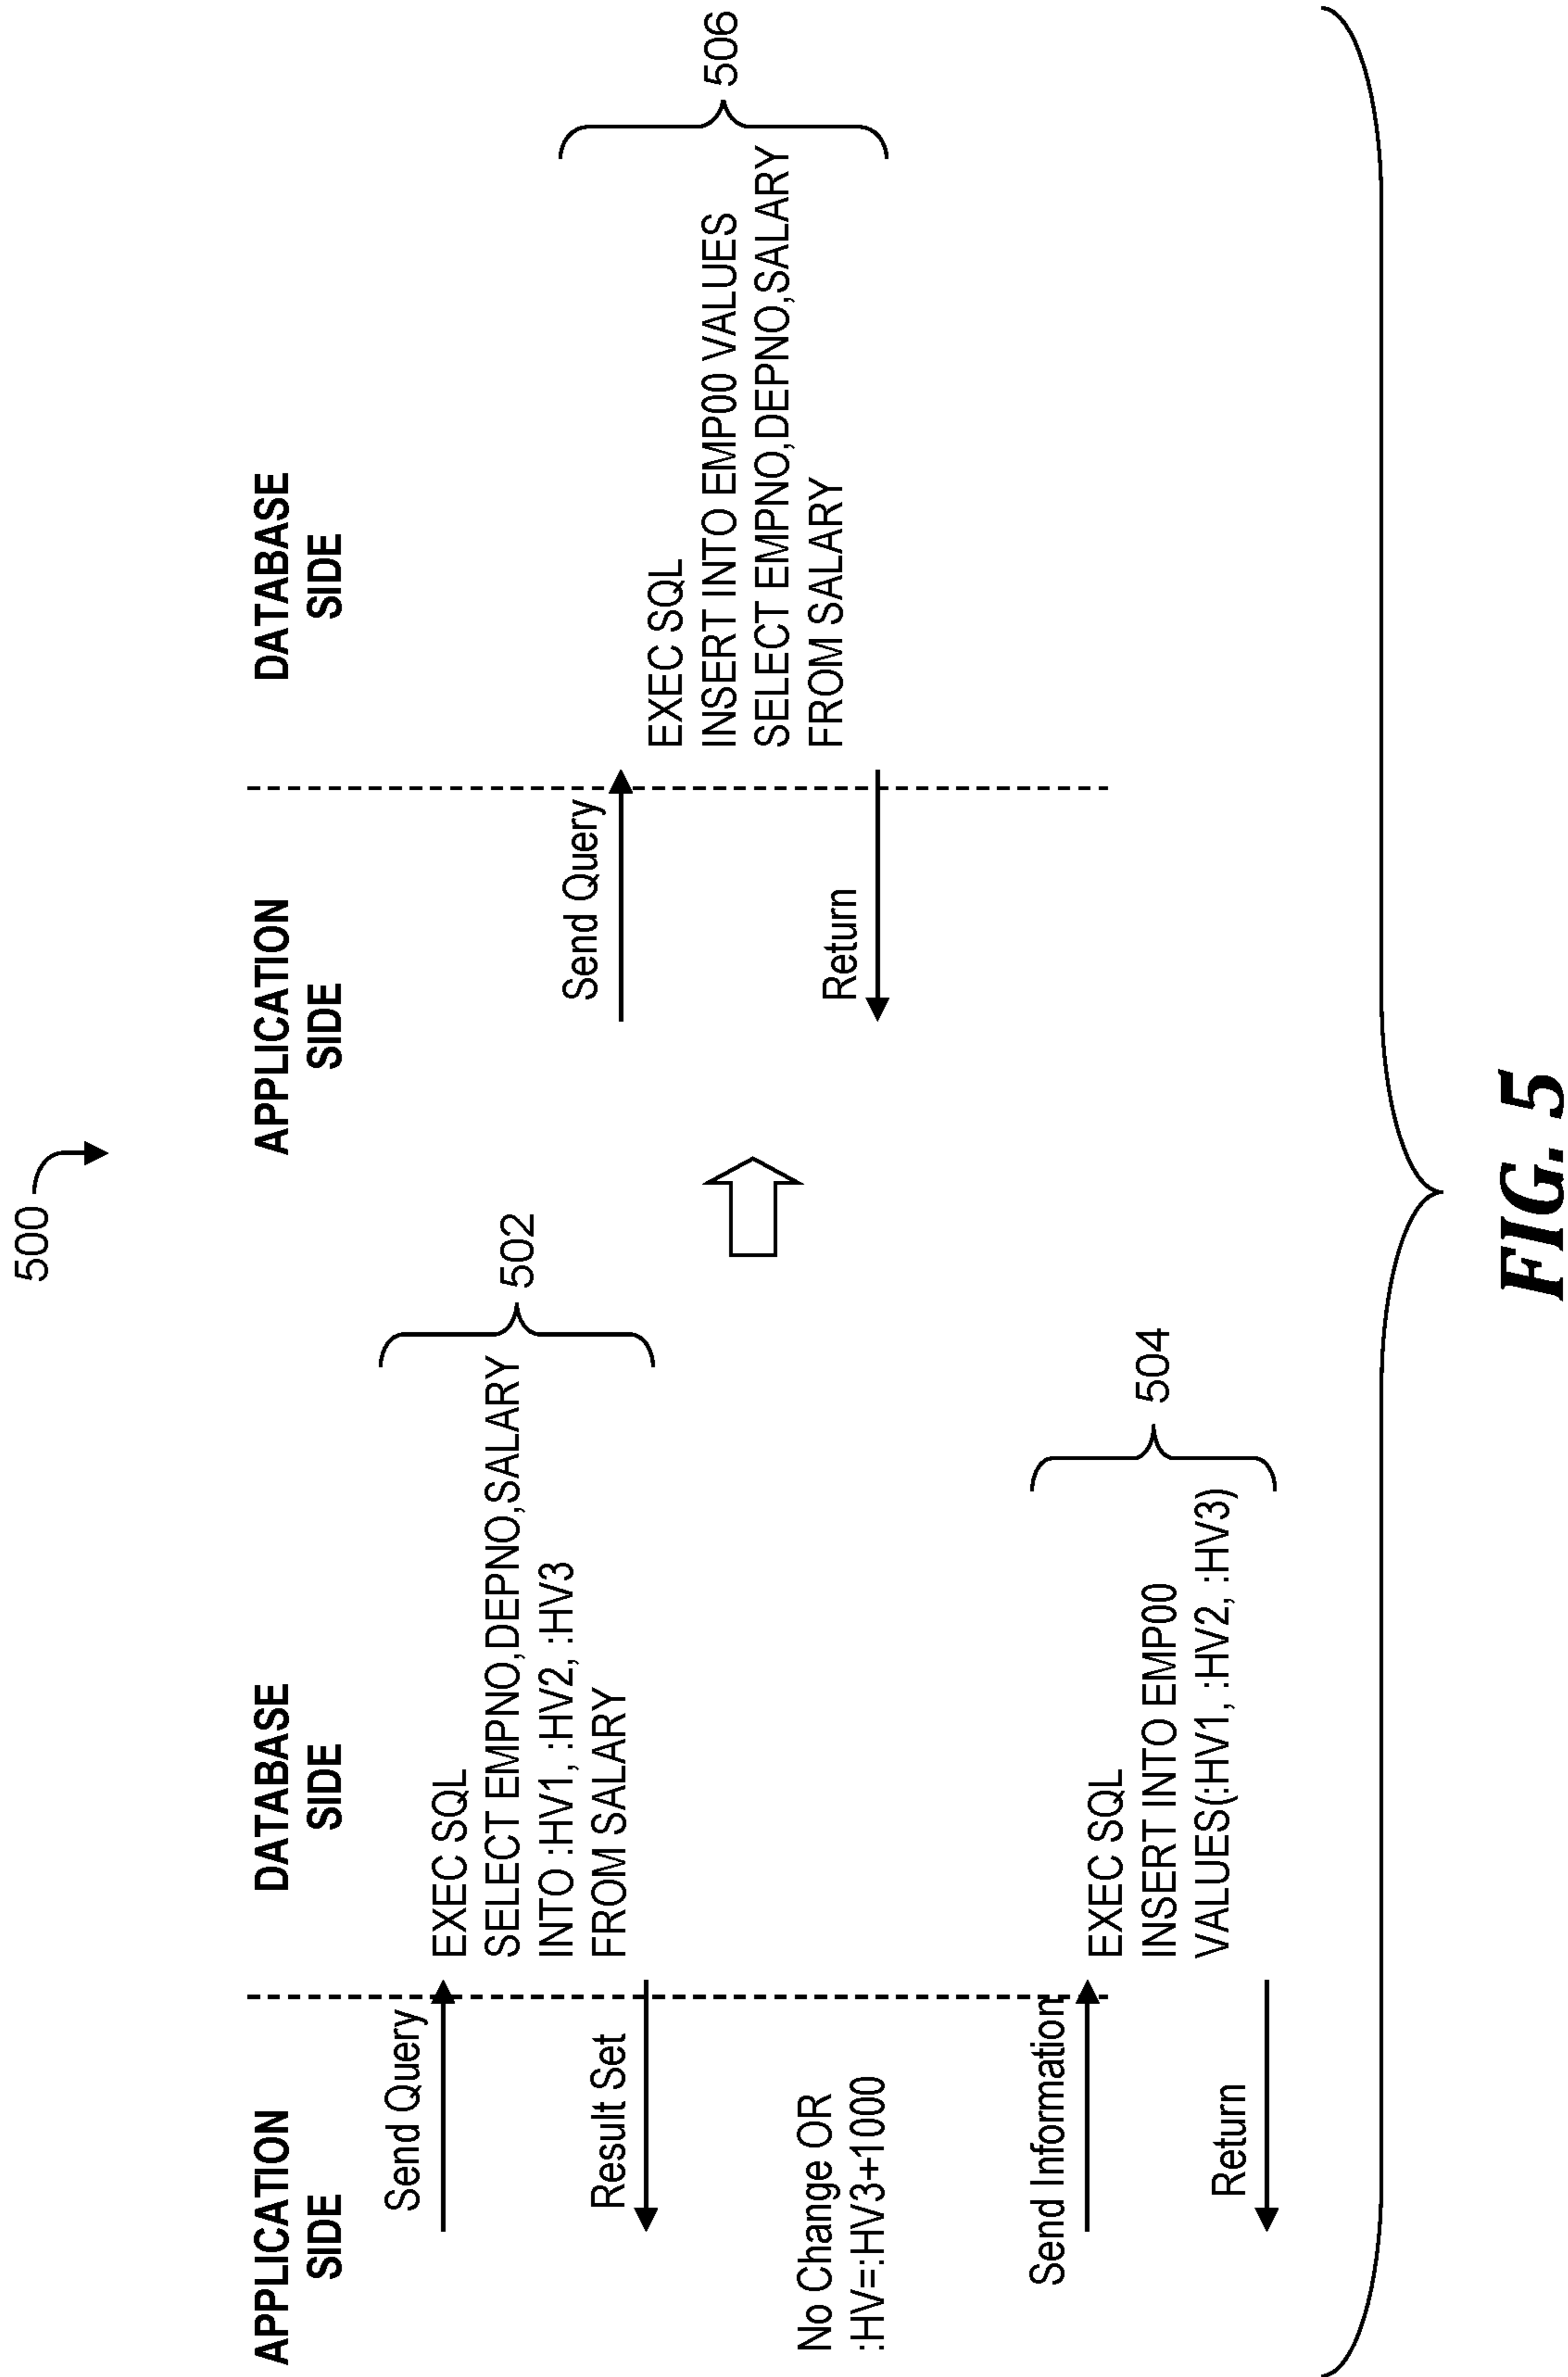 500
APPLICATION
SIDE
DATABASE
SIDE
Send Query
EXEC SQL
SELECT EMPNO,DEPNO,SALARY
INTO :HV1, :HV2, :HV3
FROM SALARY
502
Result Set
No Change OR
:HV=:HV3+1000
Send Information
EXEC SQL
INSERT INTO EMP00
VALUES(:HV1, :HV2, :HV3)
504
Return
APPLICATION
SIDE
DATABASE
SIDE
Send Query
EXEC SQL
INSERT INTO EMP00 VALUES
SELECT EMPNO,DEPNO,SALARY
FROM SALARY
506
Return
FIG. 5